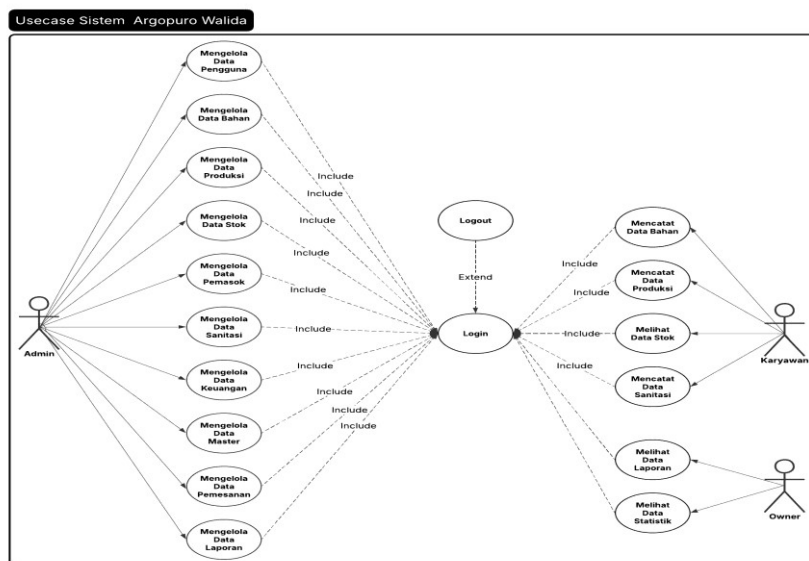 Usecase Sistem Argopuro Walida
Mengelola
Data
Pengguna
Mengelola
Data Bahan
Mengelola
Data
Produksi
Mengelola
Data Stok
Mengelola
Data
Pemasok
Mengelola
Data
Sanitasi
Mengelola
Data
Keuangan
Mengelola
Data
Master
Mengelola
Data
Pemesanan
Mengelola
Data
Laporan
Admin
Include
Include
Include
Include
Include
Include
Include
Include
Include
Include
Logout
Extend
Login
Include
Include
Include
Include
Mencatat
Data Bahan
Mencatat
Data
Produksi
Melihat
Data Stok
Mencatat
Data
Sanitasi
Melihat
Data
Laporan
Melihat
Data
Statistik
Karyawan
Owner